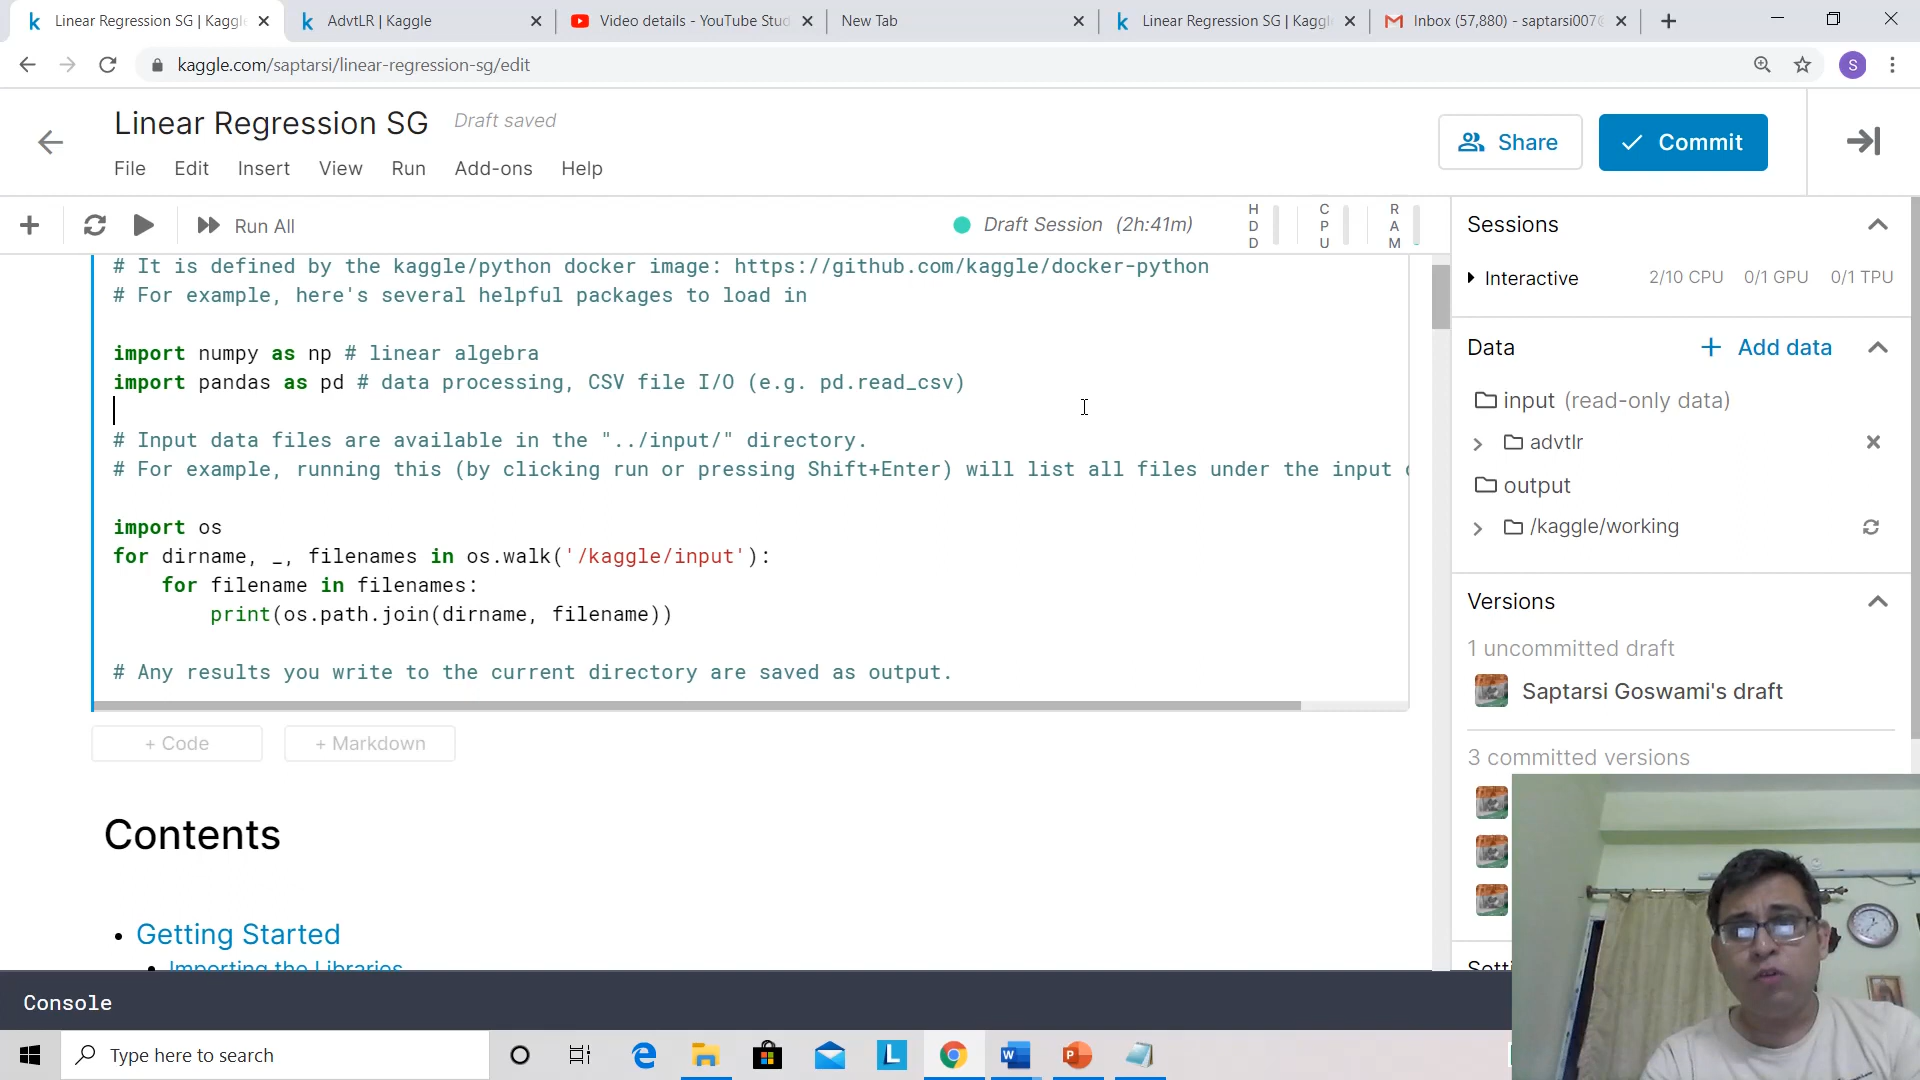 Linear Regression SG | Kaggle
AdvtLR | Kaggle
Video details - YouTube Stud
New Tab
Linear Regression SG | Kaggle
Inbox (57,880) - saptarsi007@
kaggle.com/saptarsi/linear-regression-sg/edit
S
Linear Regression SG
Draft saved
File Edit Insert View Run Add-ons Help
Share
Commit
Run All
Draft Session (2h:41m)
HDD
CPU
RAM
# It is defined by the kaggle/python docker image: https://github.com/kaggle/docker-python
# For example, here's several helpful packages to load in
import numpy as np # linear algebra
import pandas as pd # data processing, CSV file I/O (e.g. pd.read_csv)
# Input data files are available in the "../input/" directory.
# For example, running this (by clicking run or pressing Shift+Enter) will list all files under the input
import os
for dirname, _, filenames in os.walk('/kaggle/input'):
    for filename in filenames:
        print(os.path.join(dirname, filename))
# Any results you write to the current directory are saved as output.
+ Code
+ Markdown
Contents
• Getting Started
• Importing the Libraries
Console
Sessions
Interactive 2/10 CPU 0/1 GPU 0/1 TPU
Data
+ Add data
input (read-only data)
advtlr
output
/kaggle/working
Versions
1 uncommitted draft
Saptarsi Goswami's draft
3 committed versions
Type here to search